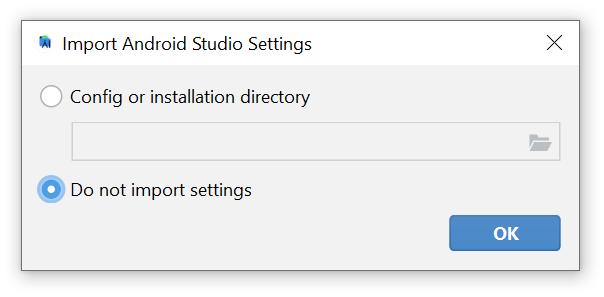 Import Android Studio Settings
Config or installation directory
Do not import settings
OK